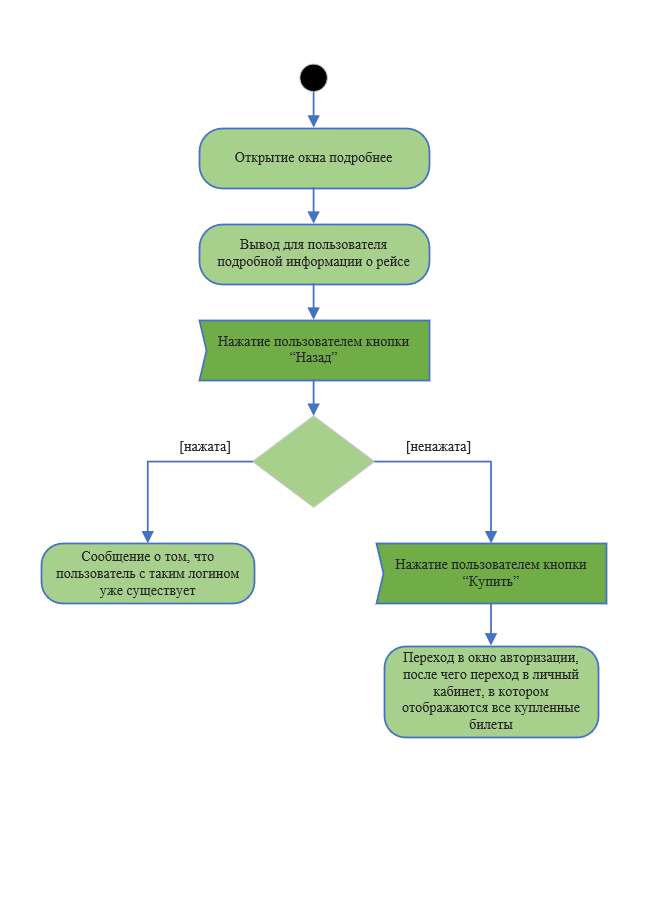 Открытие окна подробнее
Вывод для пользователя
подробной информации о рейсе
Нажатие пользователем кнопки
“Назад”
[нажата]
[ненажата]
Сообщение о том, что
пользователь с таким логином
уже существует
Нажатие пользователем кнопки
“Купить”
Переход в окно авторизации,
после чего переход в личный
кабинет, в котором
отображаются все купленные
билеты